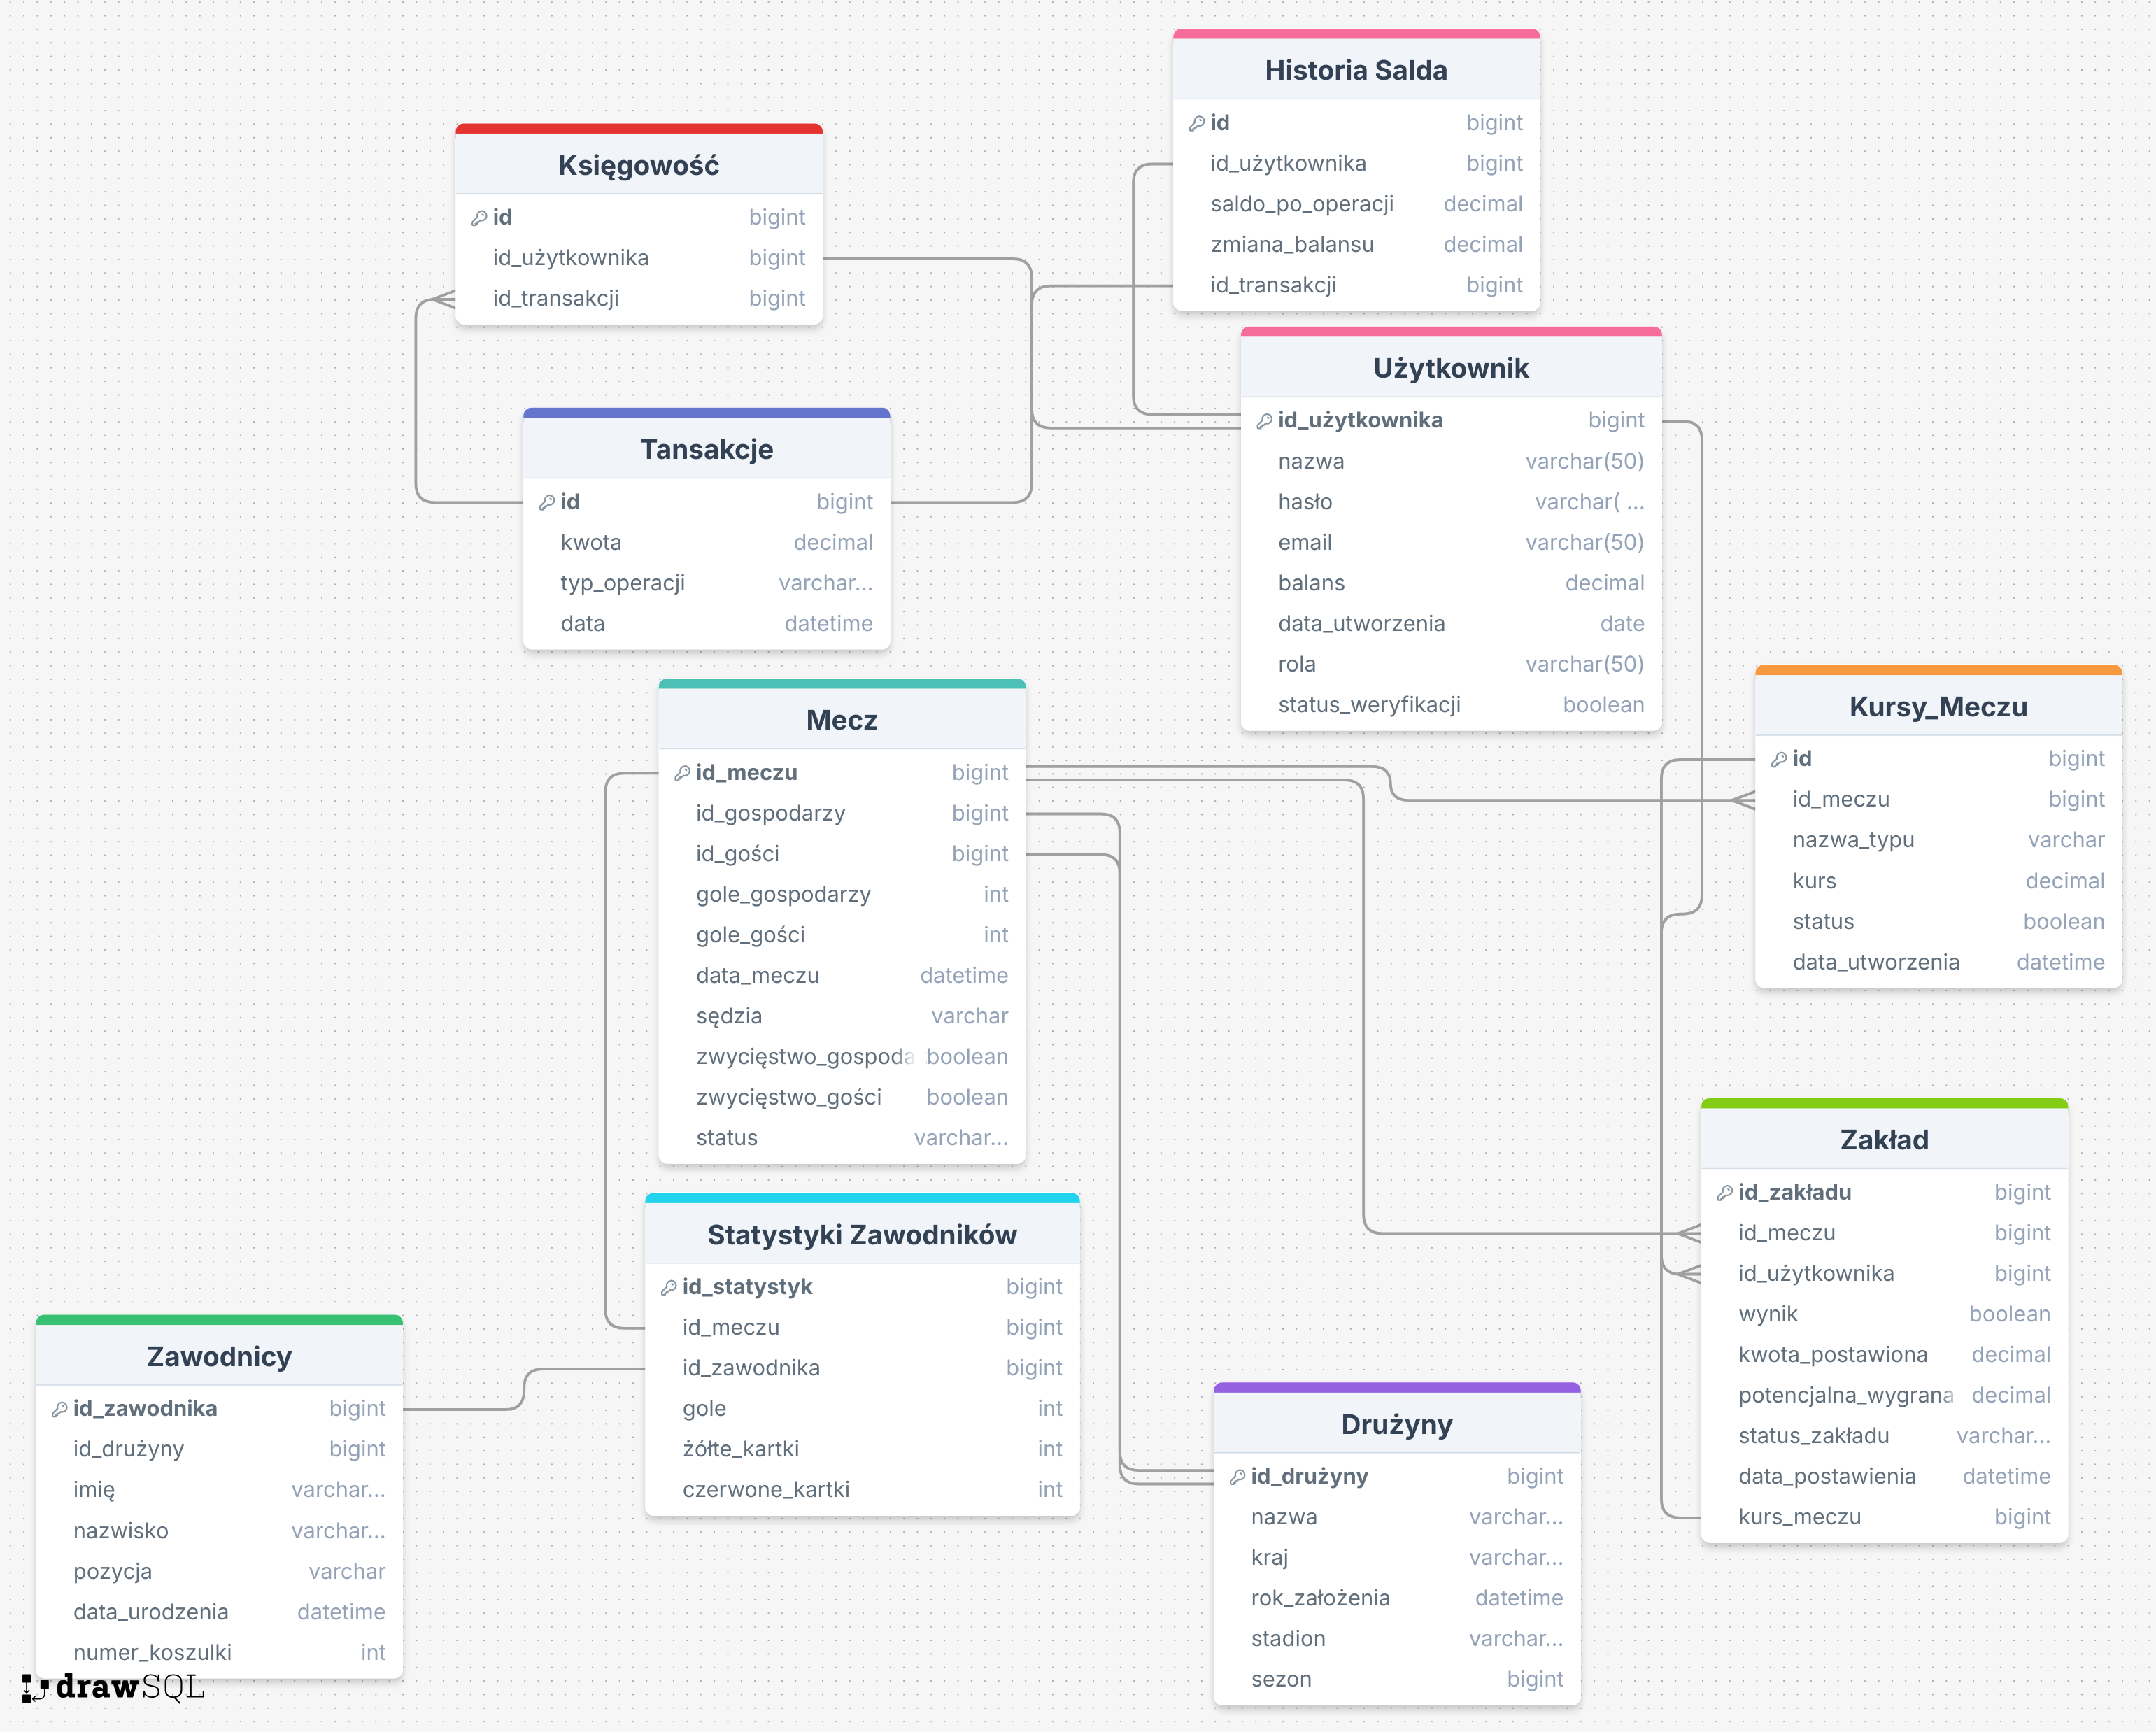 Historia Salda
id bigint
id_użytkownika bigint
saldo_po_operacji decimal
zmiana_balansu decimal
id_transakcji bigint
Księgowość
id bigint
id_użytkownika bigint
id_transakcji bigint
Użytkownik
id_użytkownika bigint
nazwa varchar(50)
hasło varchar( ...
email varchar(50)
balans decimal
data_utworzenia date
rola varchar(50)
status_weryfikacji boolean
Tansakcje
id bigint
kwota decimal
typ_operacji varchar...
data datetime
Kursy_Meczu
id bigint
id_meczu bigint
nazwa_typu varchar
kurs decimal
status boolean
data_utworzenia datetime
Mecz
id_meczu bigint
id_gospodarzy bigint
id_gości bigint
gole_gospodarzy int
gole_gości int
data_meczu datetime
sędzia varchar
zwycięstwo_gospoda boolean
zwycięstwo_gości boolean
status varchar...
Zakład
id_zakładu bigint
id_meczu bigint
id_użytkownika bigint
wynik boolean
kwota_postawiona decimal
potencjalna_wygrana decimal
status_zakładu varchar...
data_postawienia datetime
kurs_meczu bigint
Statystyki Zawodników
id_statystyk bigint
id_meczu bigint
id_zawodnika bigint
gole int
żółte_kartki int
czerwone_kartki int
Zawodnicy
id_zawodnika bigint
id_drużyny bigint
imię varchar...
nazwisko varchar...
pozycja varchar
data_urodzenia datetime
numer_koszulki int
Drużyny
id_drużyny bigint
nazwa varchar...
kraj varchar...
rok_założenia datetime
stadion varchar...
sezon bigint
drawSQL